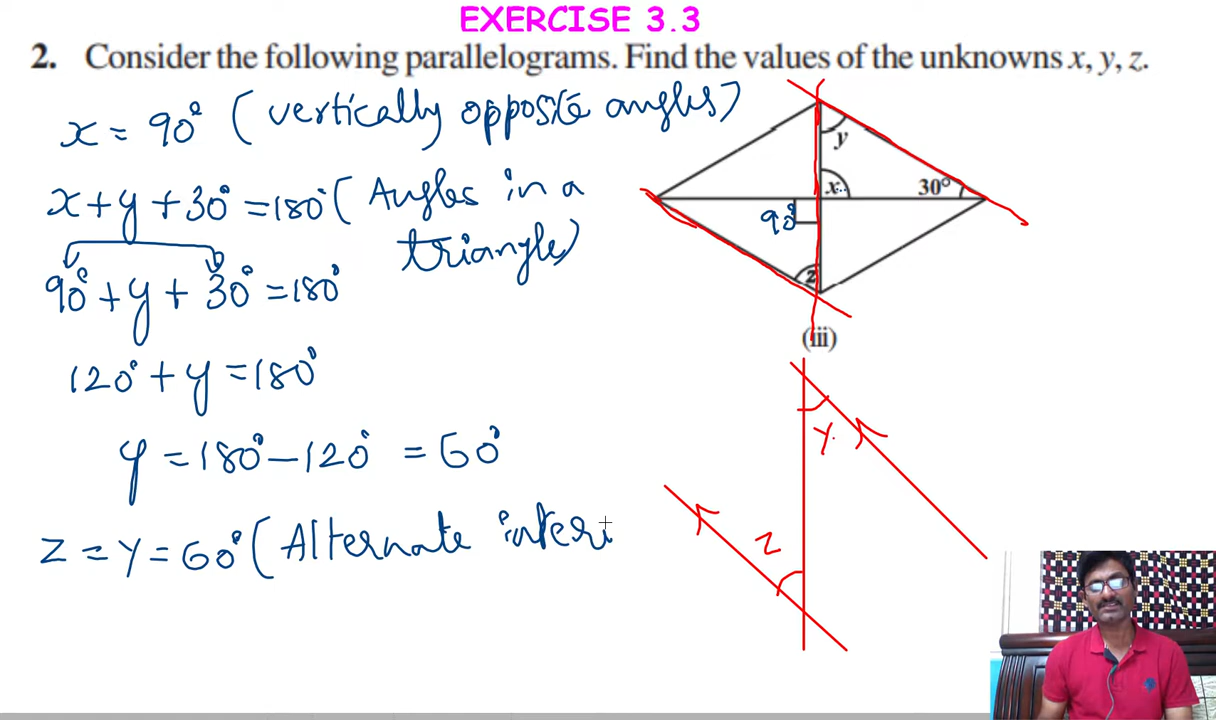 EXERCISE 3.3
2. Consider the following parallelograms. Find the values of the unknowns x, y, z.
x = 90° (vertically opposite angles)
x + y + 30° = 180° (Angles in a
triangle)
90° + y + 30° = 180°
120° + y = 180°
y = 180° - 120° = 60°
z = y = 60° (Alternate interi
y
x
30°
90°
z
(iii)
y
z